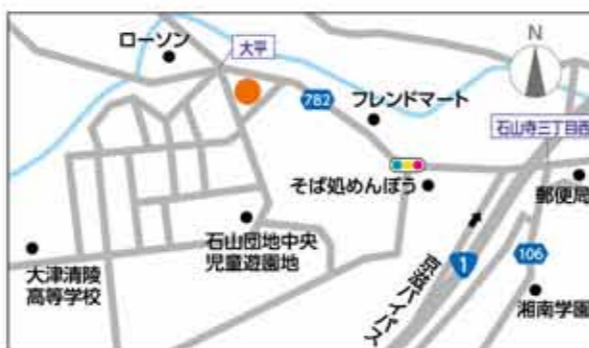 ローソン
大平
N
782
フレンドマート
石山寺三丁目西
そば処めんぼう
郵便局
石山団地中央
児童遊園地
大津清陵
高等学校
京滋バイパス
1
106
湘南学園